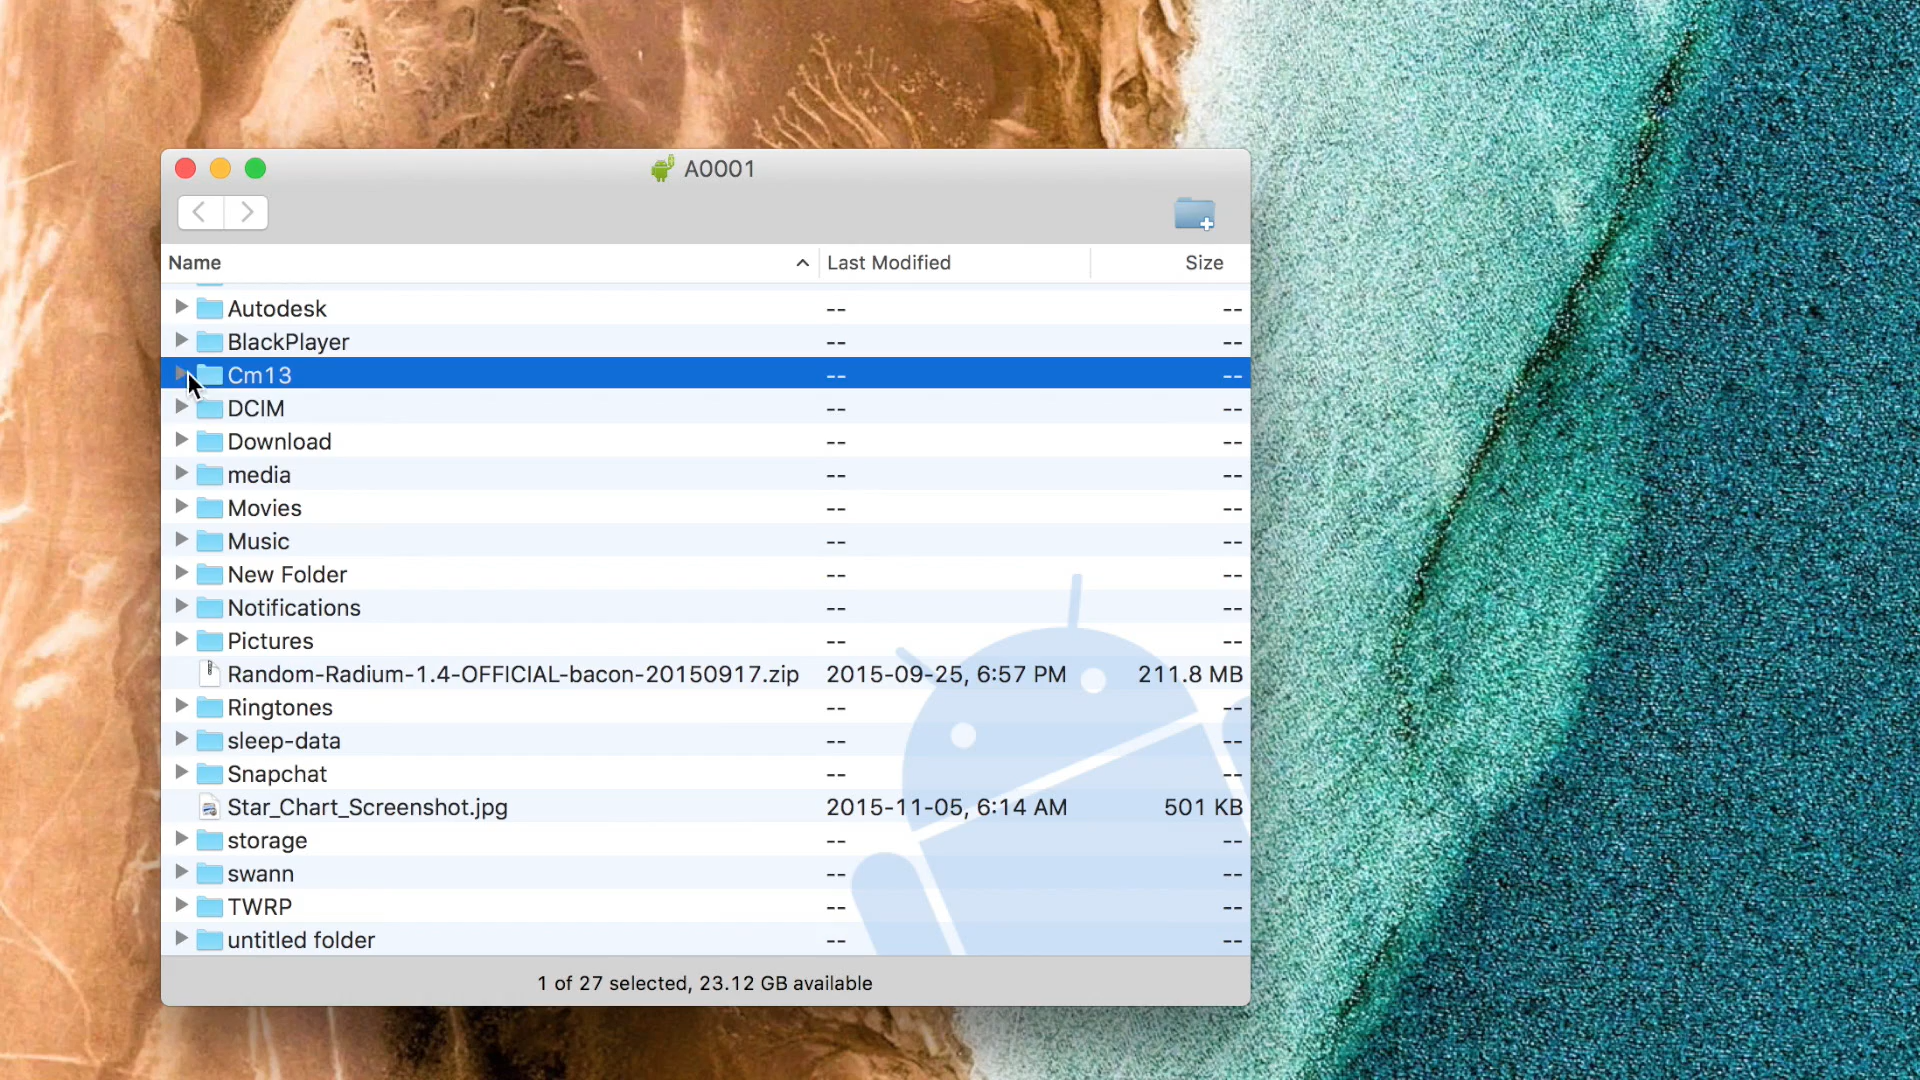 A0001
Name Last Modified Size
Autodesk -- --
BlackPlayer -- --
Cm13 -- --
DCIM -- --
Download -- --
media -- --
Movies -- --
Music -- --
New Folder -- --
Notifications -- --
Pictures -- --
Random-Radium-1.4-OFFICIAL-bacon-20150917.zip 2015-09-25, 6:57 PM 211.8 MB
Ringtones -- --
sleep-data -- --
Snapchat -- --
Star_Chart_Screenshot.jpg 2015-11-05, 6:14 AM 501 KB
storage -- --
swann -- --
TWRP -- --
untitled folder -- --
1 of 27 selected, 23.12 GB available